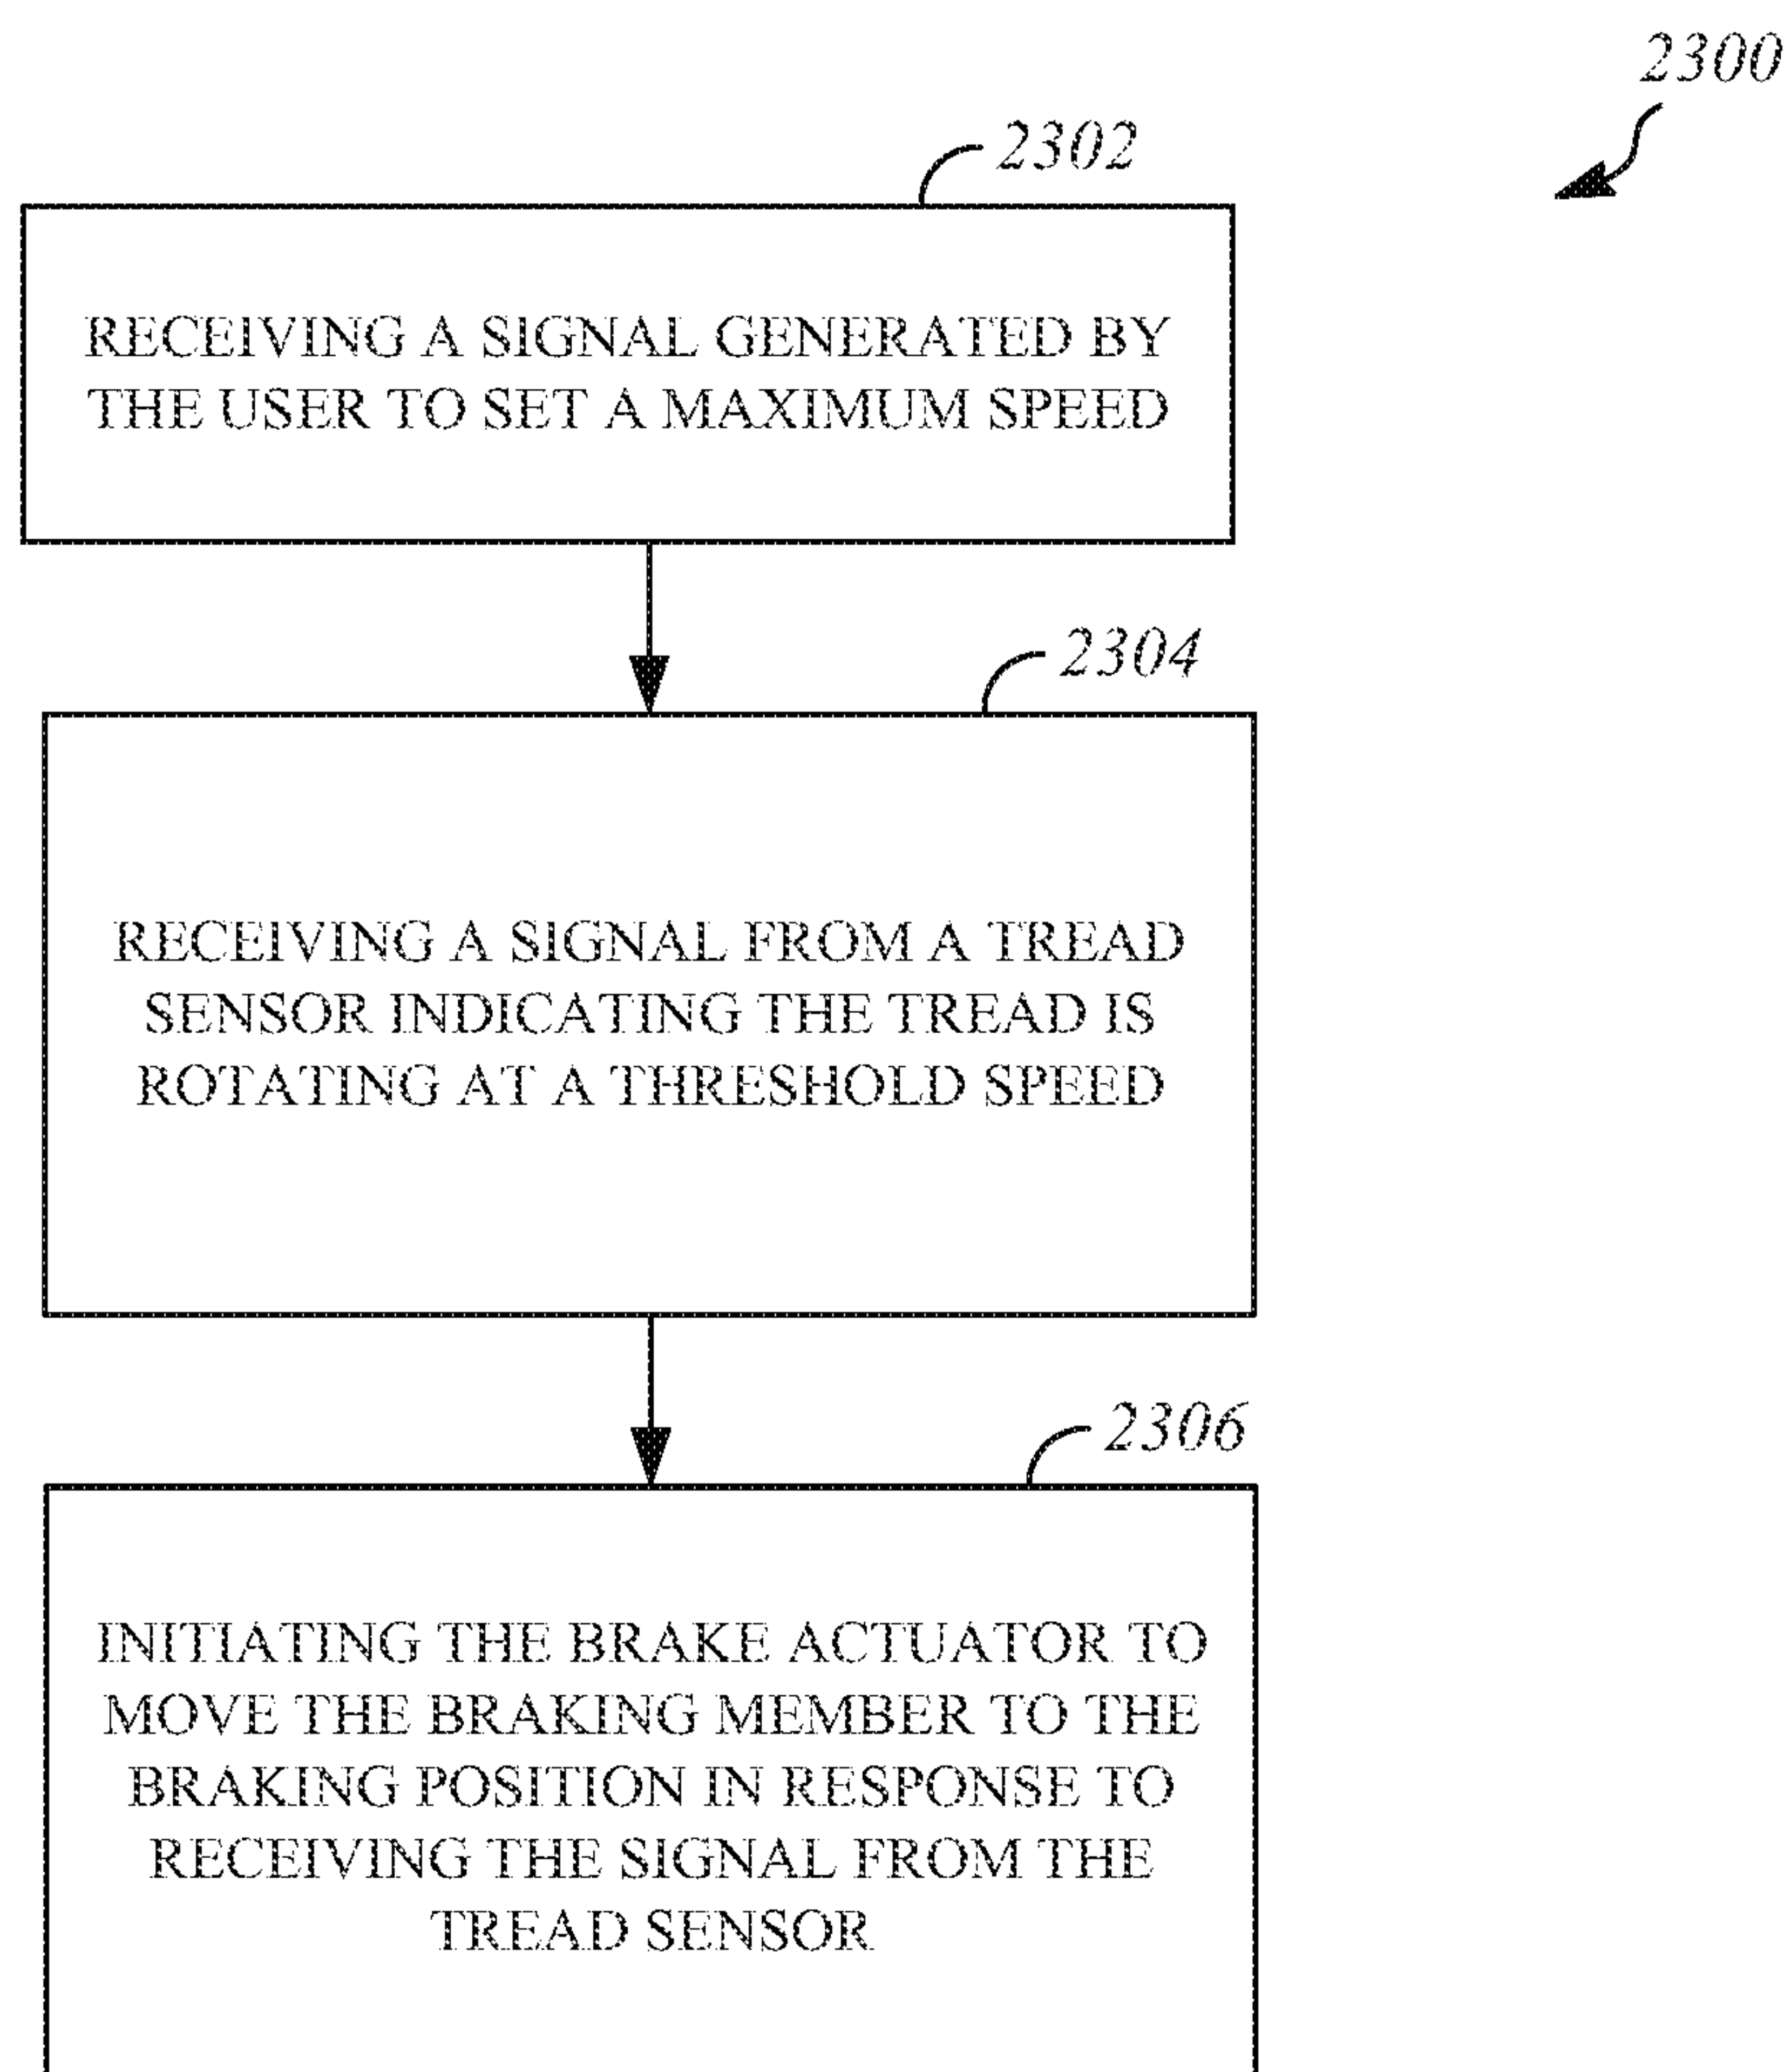 2300
2302
RECEIVING A SIGNAL GENERATED BY
THE USER TO SET A MAXIMUM SPEED
2304
RECEIVING A SIGNAL FROM A TREAD
SENSOR INDICATING THE TREAD IS
ROTATING AT A THRESHOLD SPEED
2306
INITIATING THE BRAKE ACTUATOR TO
MOVE THE BRAKING MEMBER TO THE
BRAKING POSITION IN RESPONSE TO
RECEIVING THE SIGNAL FROM THE
TREAD SENSOR